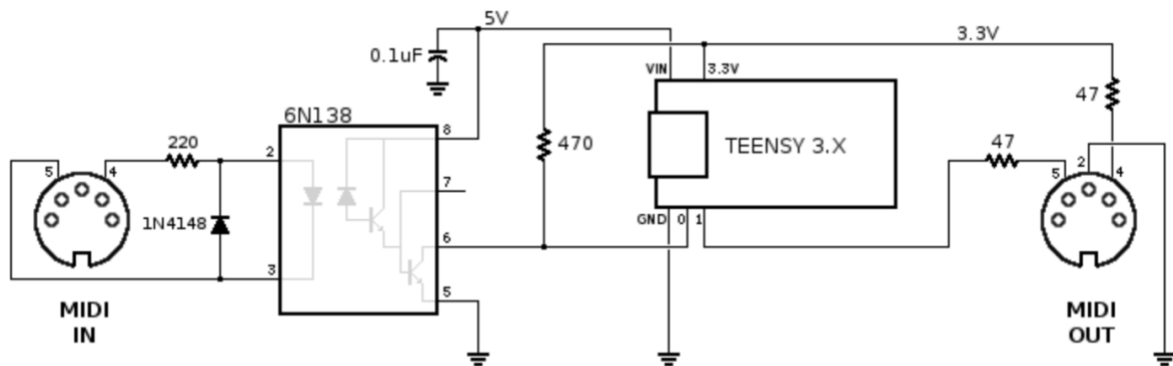 5V
0.1uF
3.3V
VIN
3.3V
6N138
8
47
220
470
TEENSY 3.X
47
2
5
4
7
5
2
4
1N4148
GND
0
1
6
3
5
MIDI
IN
MIDI
OUT